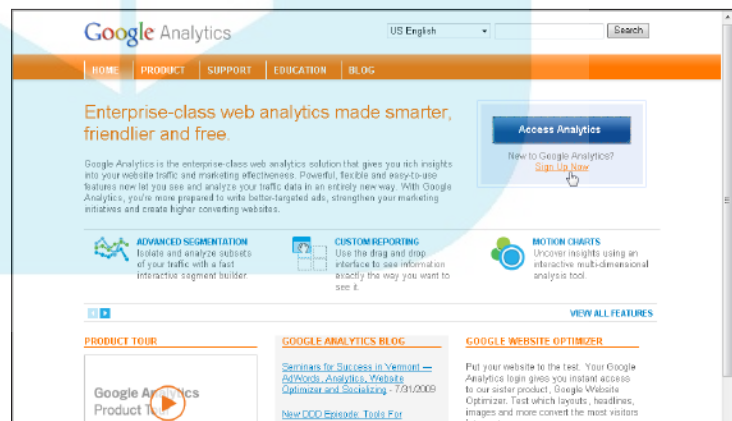 Google Analytics
US English
Search
HOME PRODUCT SUPPORT EDUCATION BLOG
Enterprise-class web analytics made smarter,
friendlier and free.
Access Analytics
New to Google Analytics?
Sign Up Now
Google Analytics is the enterprise-class web analytics solution that gives you rich insights
into your website traffic and marketing effectiveness. Powerful, flexible and easy-to-use
features now let you see and analyze your traffic data in an entirely new way. With Google
Analytics, you're more prepared to write better-targeted ads, strengthen your marketing
initiatives and create higher converting websites.
ADVANCED SEGMENTATION
Isolate and analyze subsets
of your traffic with a fast
interactive segment builder.
CUSTOM REPORTING
Use the drag and drop
interface to see information
exactly the way you want to
see it.
MOTION CHARTS
Uncover insights using an
interactive multi-dimensional
analysis tool.
VIEW ALL FEATURES
PRODUCT TOUR
Google Analytics
Product Tour
GOOGLE ANALYTICS BLOG
Seminars for Success in Vermont —
AdWords, Analytics, Website
Optimizer and Socializing - 7/31/2009
New DDD Episode: Tools For
GOOGLE WEBSITE OPTIMIZER
Put your website to the test. Your Google
Analytics login gives you instant access
to our sister product, Google Website
Optimizer. Test which layouts, headlines,
images and more convert the most visitors